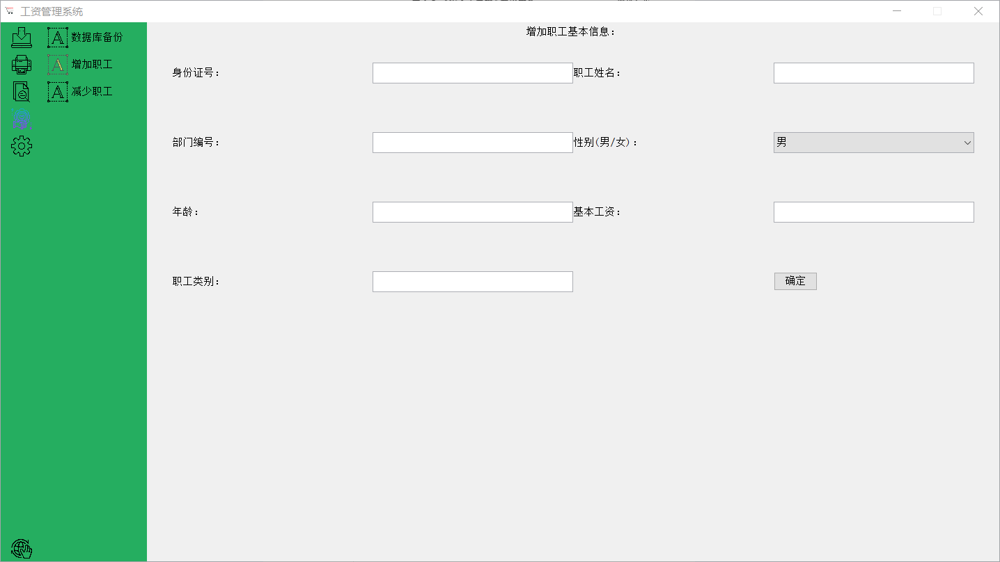 工资管理系统
数据库备份
增加职工
减少职工
增加职工基本信息：
身份证号：
职工姓名：
部门编号：
性别(男/女)：
男
年龄：
基本工资：
职工类别：
确定